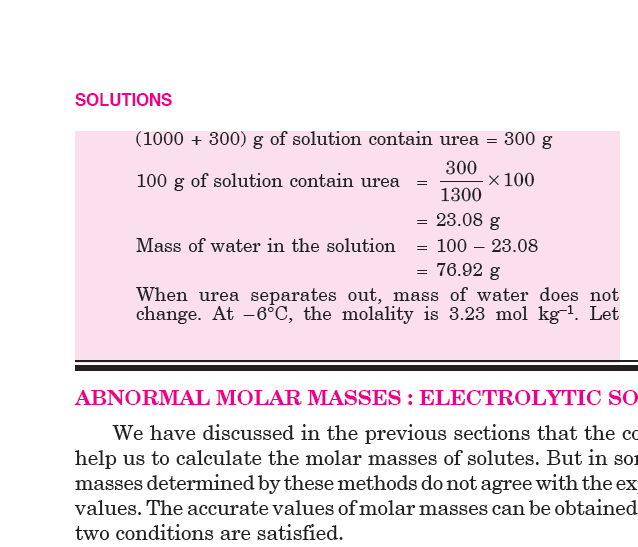 SOLUTIONS
(1000 + 300) g of solution contain urea = 300 g
100 g of solution contain urea = 300/1300 × 100
= 23.08 g
Mass of water in the solution = 100 – 23.08
= 76.92 g
When urea separates out, mass of water does not
change. At –6°C, the molality is 3.23 mol kg⁻¹. Let
ABNORMAL MOLAR MASSES : ELECTROLYTIC SO
We have discussed in the previous sections that the co
help us to calculate the molar masses of solutes. But in so
masses determined by these methods do not agree with the ex
values. The accurate values of molar masses can be obtained
two conditions are satisfied.